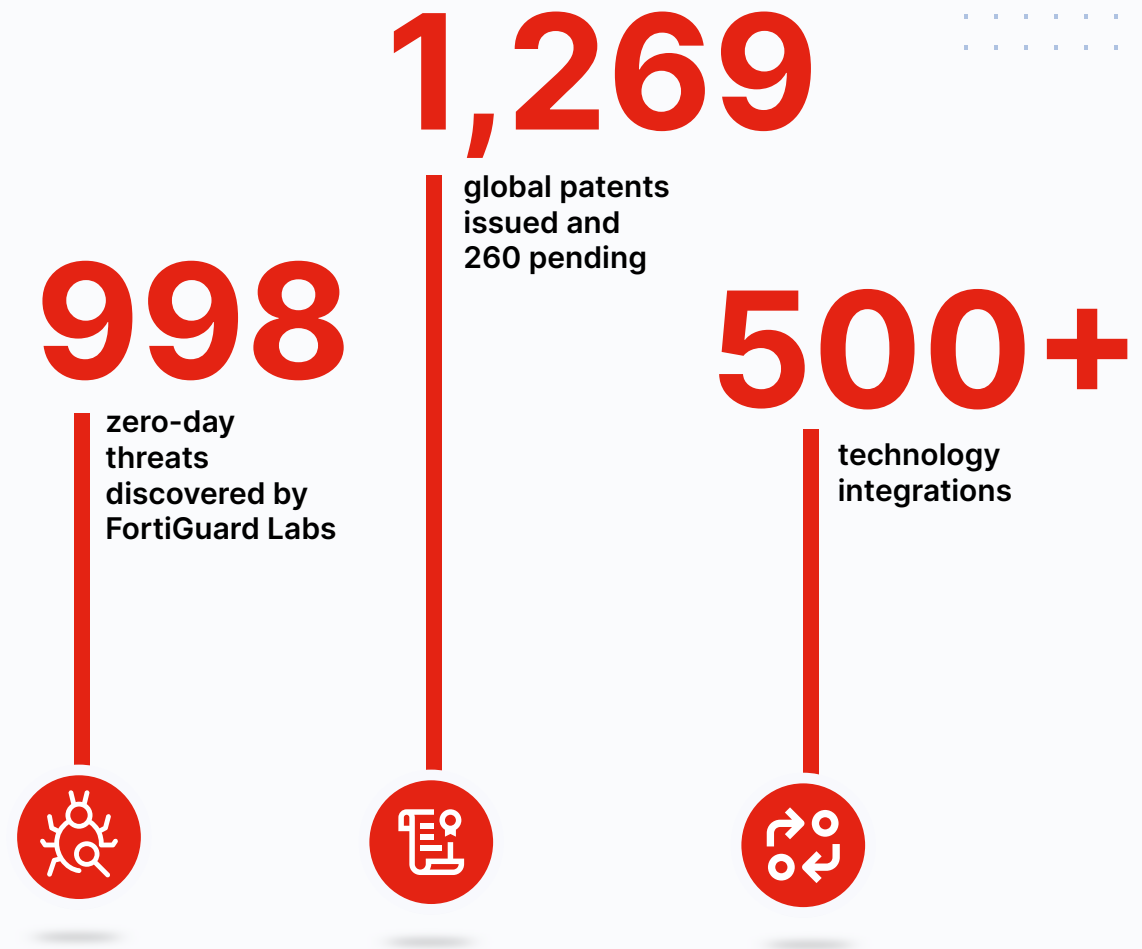 1,269
global patents
issued and
260 pending
998
zero-day
threats
discovered by
FortiGuard Labs
500+
technology
integrations